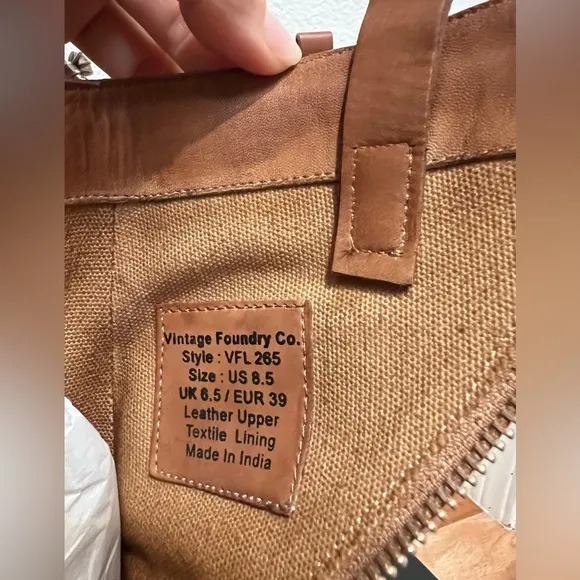 Vintage Foundry Co.
Style : VFL 265
Size : US 8.5
UK 6.5 / EUR 39
Leather Upper
Textile Lining
Made In India